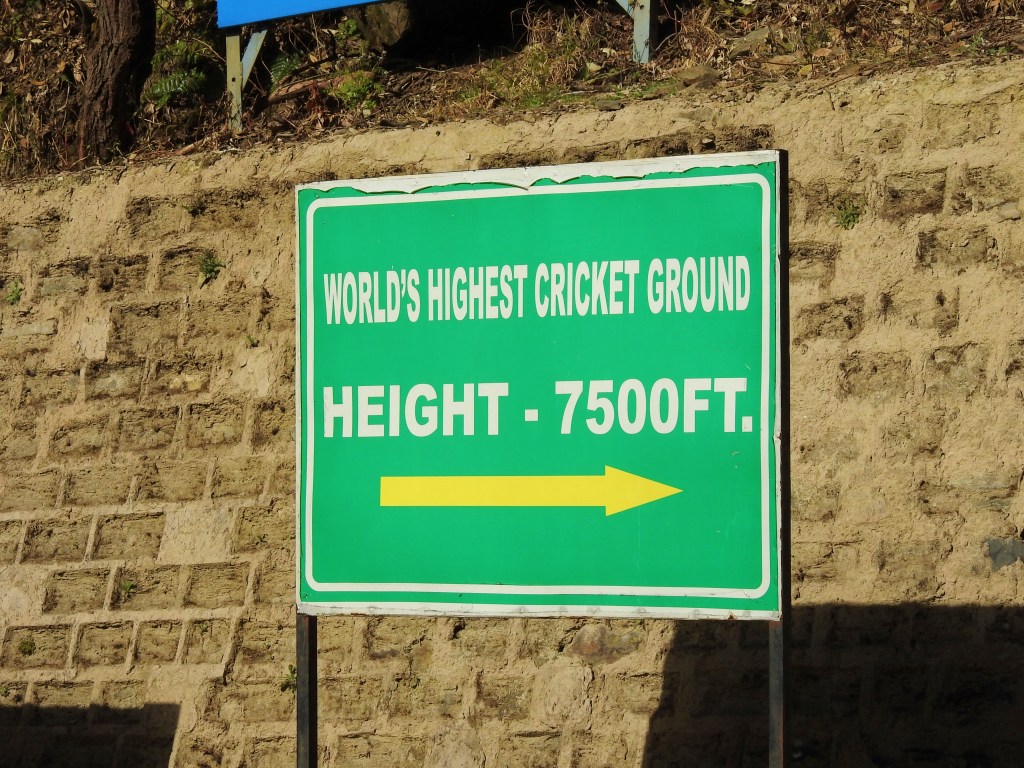 WORLD'S HIGHEST CRICKET GROUND
HEIGHT - 7500FT.